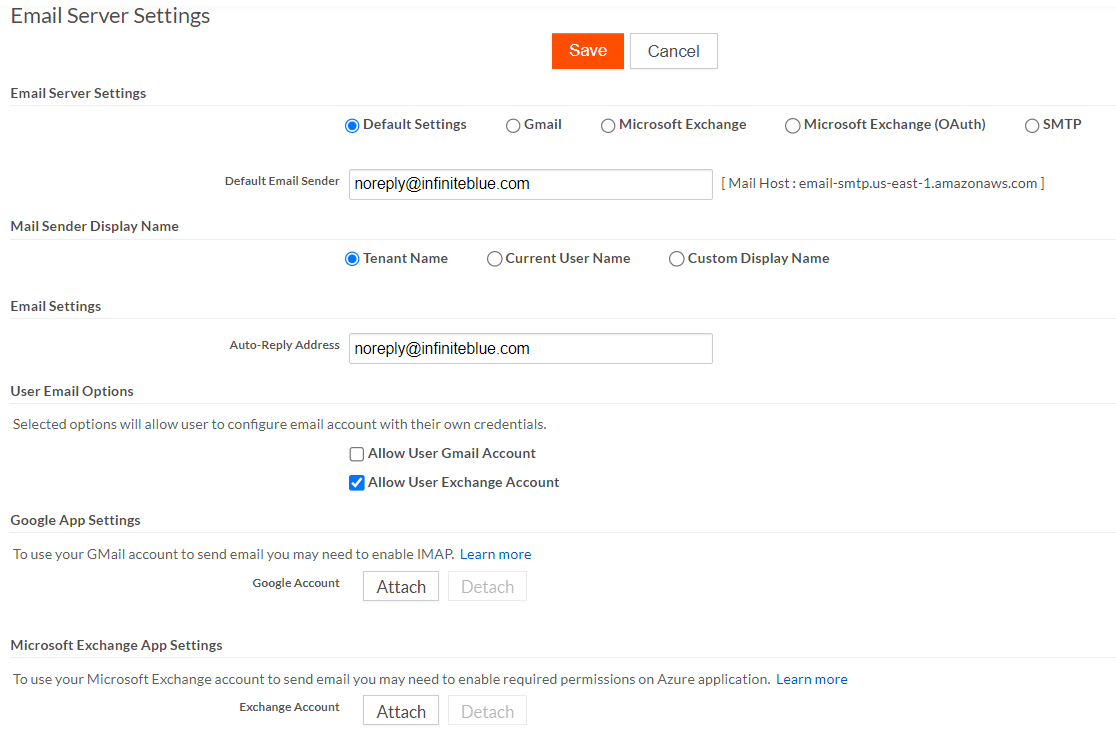 Email Server Settings
Save Cancel
Email Server Settings
Default Settings Gmail Microsoft Exchange Microsoft Exchange (OAuth) SMTP
Default Email Sender noreply@infiniteblue.com [ Mail Host : email-smtp.us-east-1.amazonaws.com ]
Mail Sender Display Name
Tenant Name Current User Name Custom Display Name
Email Settings
Auto-Reply Address noreply@infiniteblue.com
User Email Options
Selected options will allow user to configure email account with their own credentials.
Allow User Gmail Account
Allow User Exchange Account
Google App Settings
To use your GMail account to send email you may need to enable IMAP. Learn more
Google Account Attach Detach
Microsoft Exchange App Settings
To use your Microsoft Exchange account to send email you may need to enable required permissions on Azure application. Learn more
Exchange Account Attach Detach